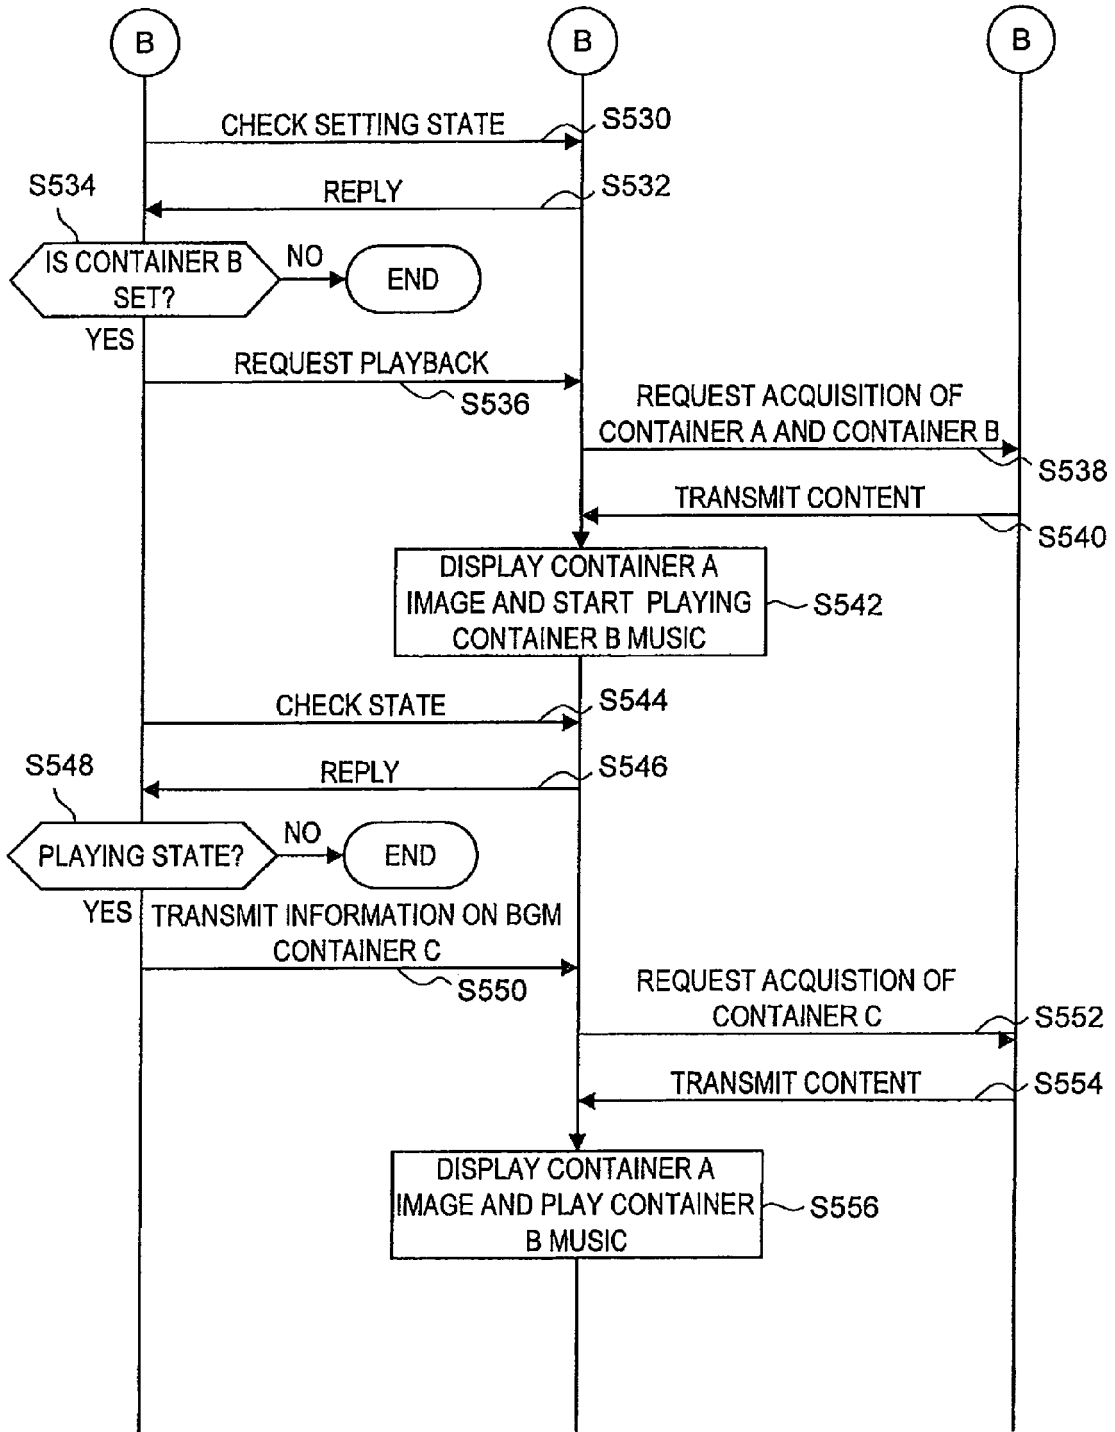 B
B
B
CHECK SETTING STATE
S530
REPLY
S532
S534
IS CONTAINER B
SET?
NO
END
YES
REQUEST PLAYBACK
S536
REQUEST ACQUISITION OF
CONTAINER A AND CONTAINER B
S538
TRANSMIT CONTENT
S540
DISPLAY CONTAINER A
IMAGE AND START PLAYING
CONTAINER B MUSIC
S542
CHECK STATE
S544
REPLY
S546
S548
PLAYING STATE?
NO
END
YES
TRANSMIT INFORMATION ON BGM
CONTAINER C
S550
REQUEST ACQUISTION OF
CONTAINER C
S552
TRANSMIT CONTENT
S554
DISPLAY CONTAINER A
IMAGE AND PLAY CONTAINER
B MUSIC
S556